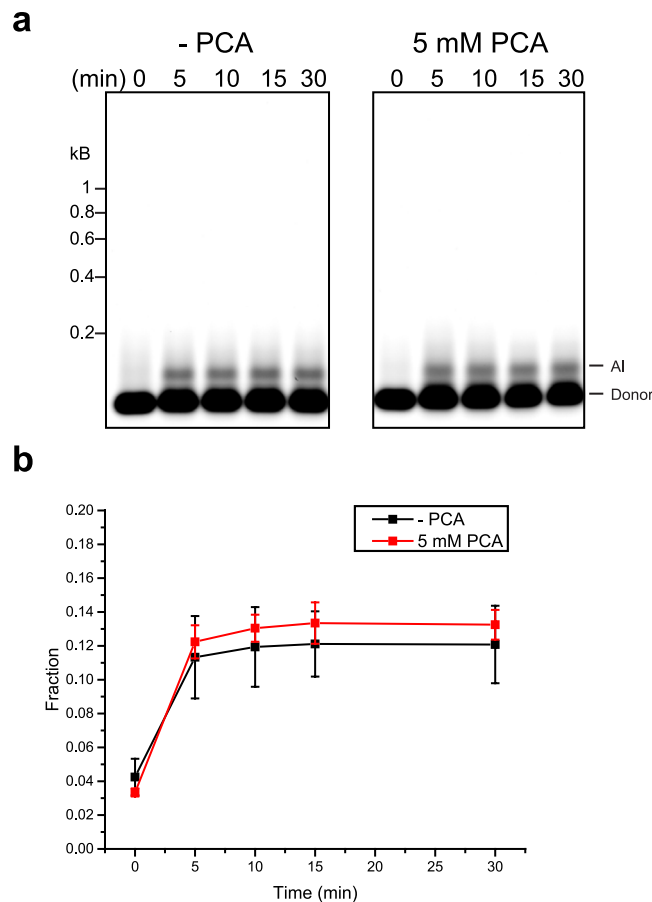 a
- PCA 5 mM PCA
(min) 0 5 10 15 30 0 5 10 15 30
kB
1
0.8
0.6
0.4
0.2
AI
Donor
b
0.20
0.18
0.16
0.14
0.12
0.10
0.08
0.06
0.04
0.02
0.00
Fraction
- PCA
5 mM PCA
0 5 10 15 20 25 30
Time (min)